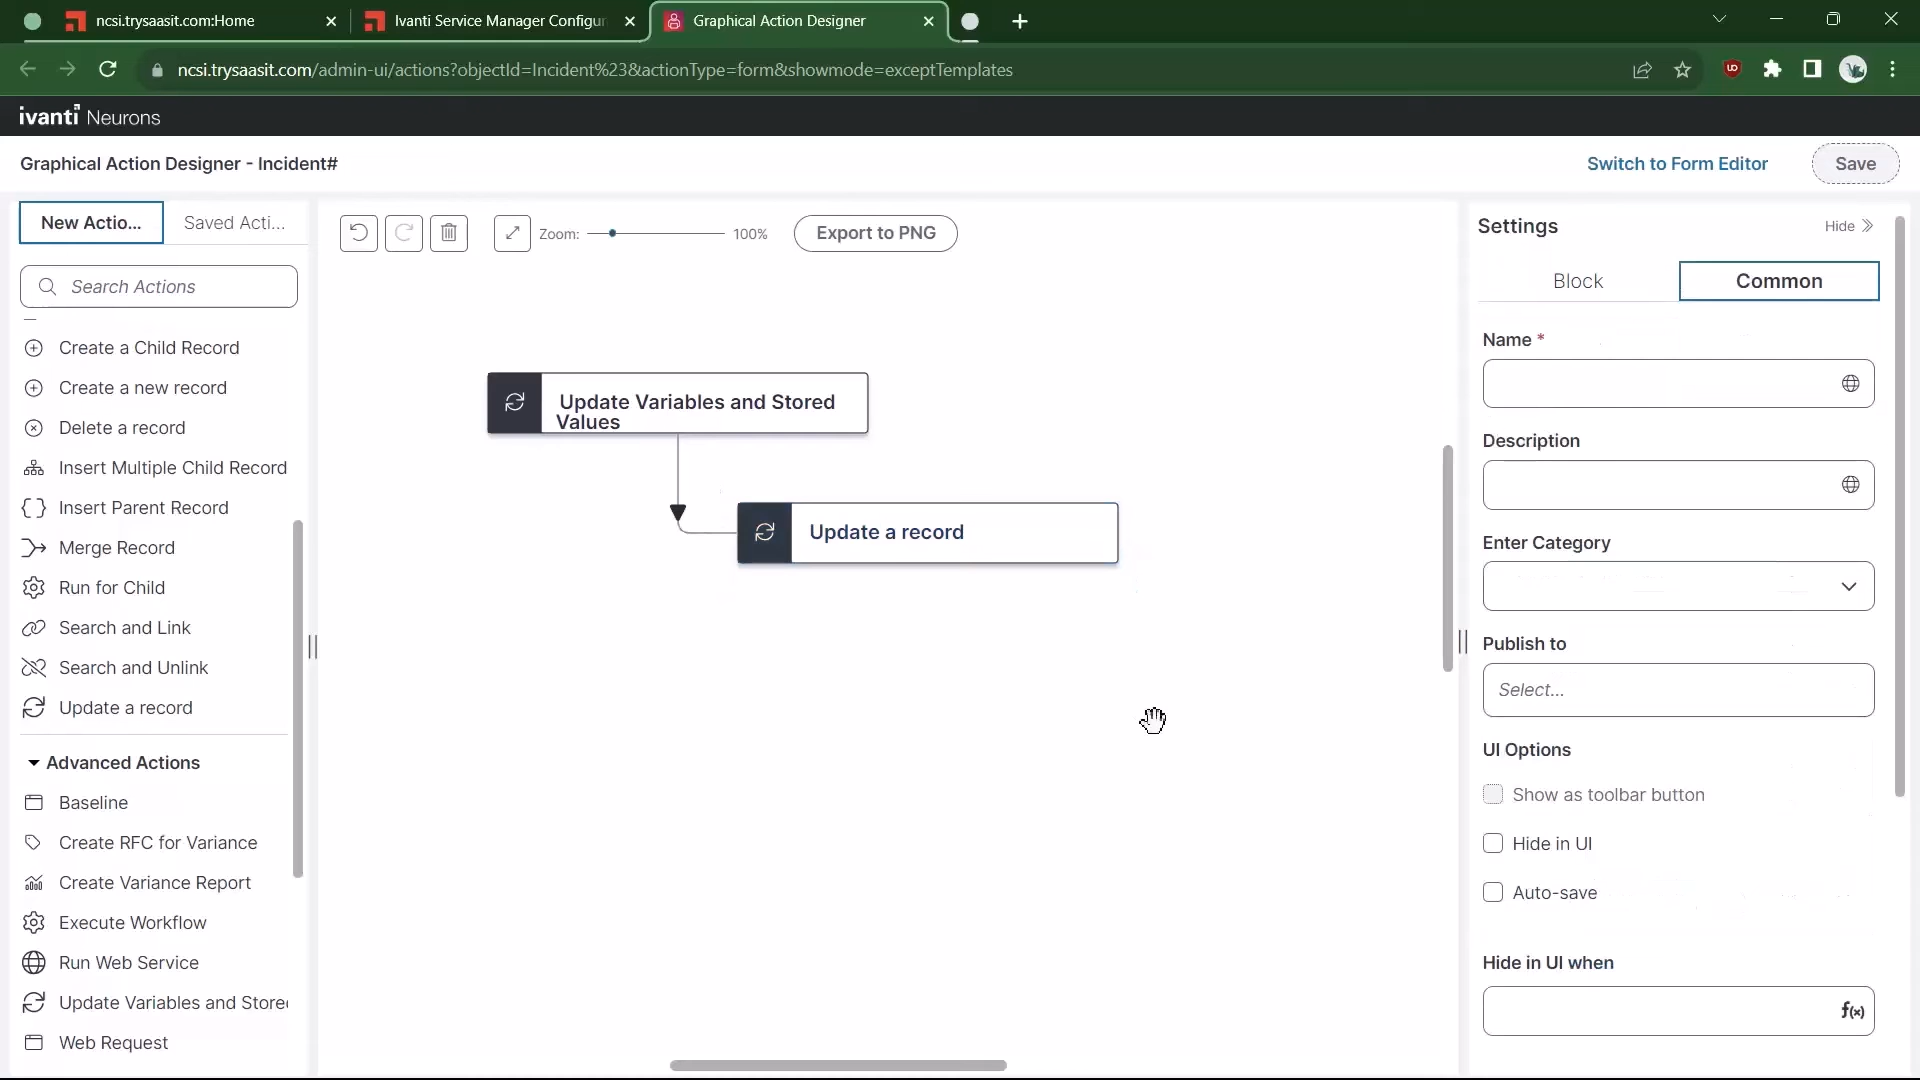 ncsi.trysaasit.com:Home
Ivanti Service Manager Configur
Graphical Action Designer
ncsi.trysaasit.com/admin-ui/actions?objectId=Incident%23&actionType=form&showmode=exceptTemplates
ivanti Neurons
Graphical Action Designer - Incident#
Switch to Form Editor
Save
New Actio...
Saved Acti...
Search Actions
Create a Child Record
Create a new record
Delete a record
Insert Multiple Child Record
Insert Parent Record
Merge Record
Run for Child
Search and Link
Search and Unlink
Update a record
Advanced Actions
Baseline
Create RFC for Variance
Create Variance Report
Execute Workflow
Run Web Service
Update Variables and Store
Web Request
Zoom:
100%
Export to PNG
Update Variables and Stored
Values
Update a record
Settings
Hide
Block
Common
Name *
Description
Enter Category
Publish to
Select...
UI Options
Show as toolbar button
Hide in UI
Auto-save
Hide in UI when
f(x)